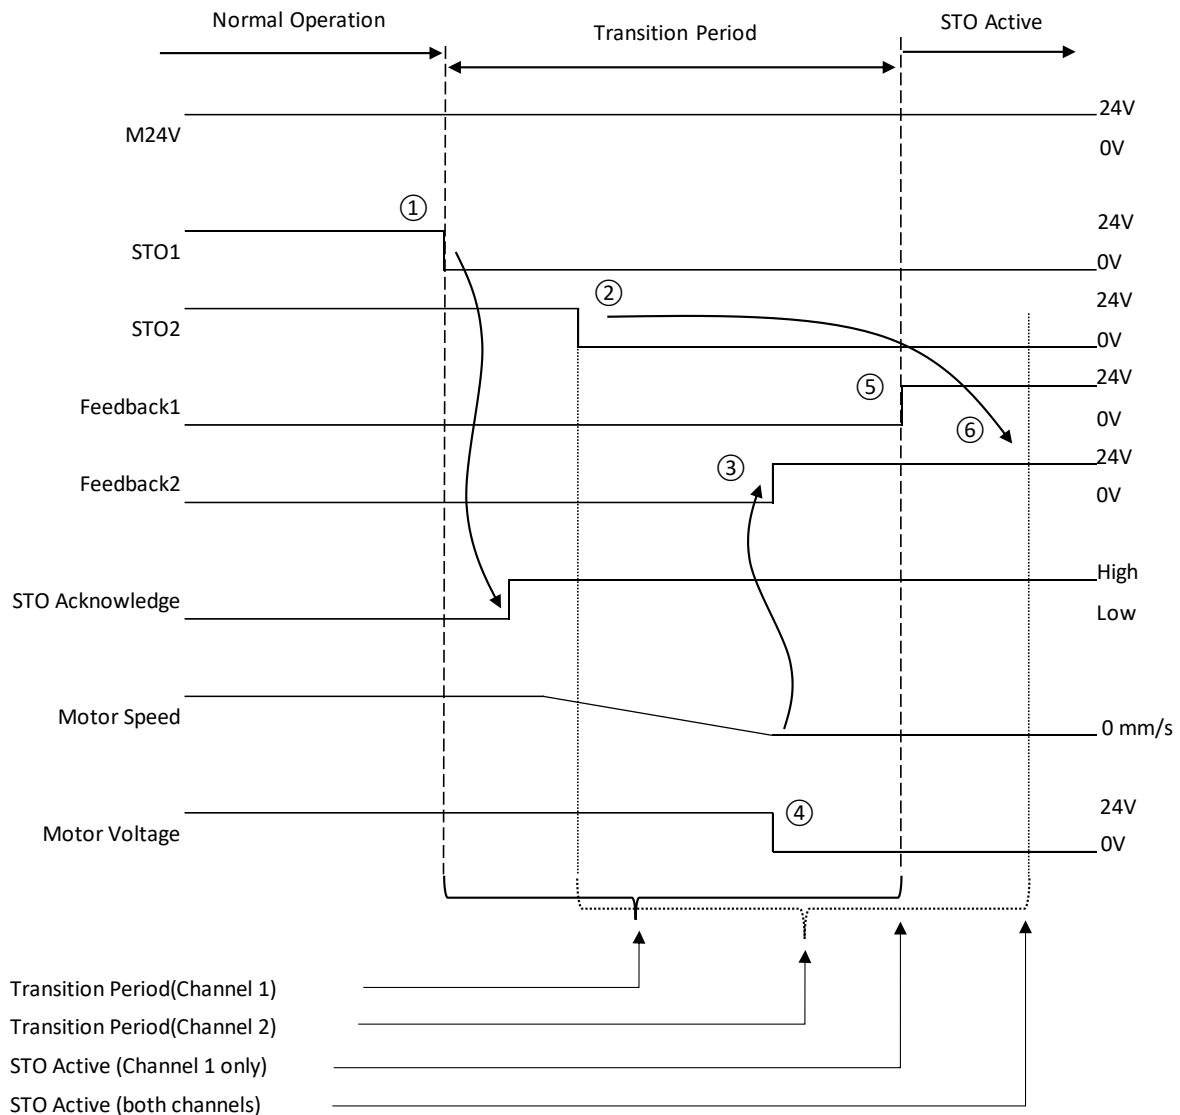 Normal Operation
Transition Period
STO Active
M24V
24V
0V
①
STO1
24V
0V
②
STO2
24V
0V
⑤
Feedback1
24V
0V
⑥
③
Feedback2
24V
0V
STO Acknowledge
High
Low
Motor Speed
0 mm/s
④
Motor Voltage
24V
0V
Transition Period(Channel 1)
Transition Period(Channel 2)
STO Active (Channel 1 only)
STO Active (both channels)